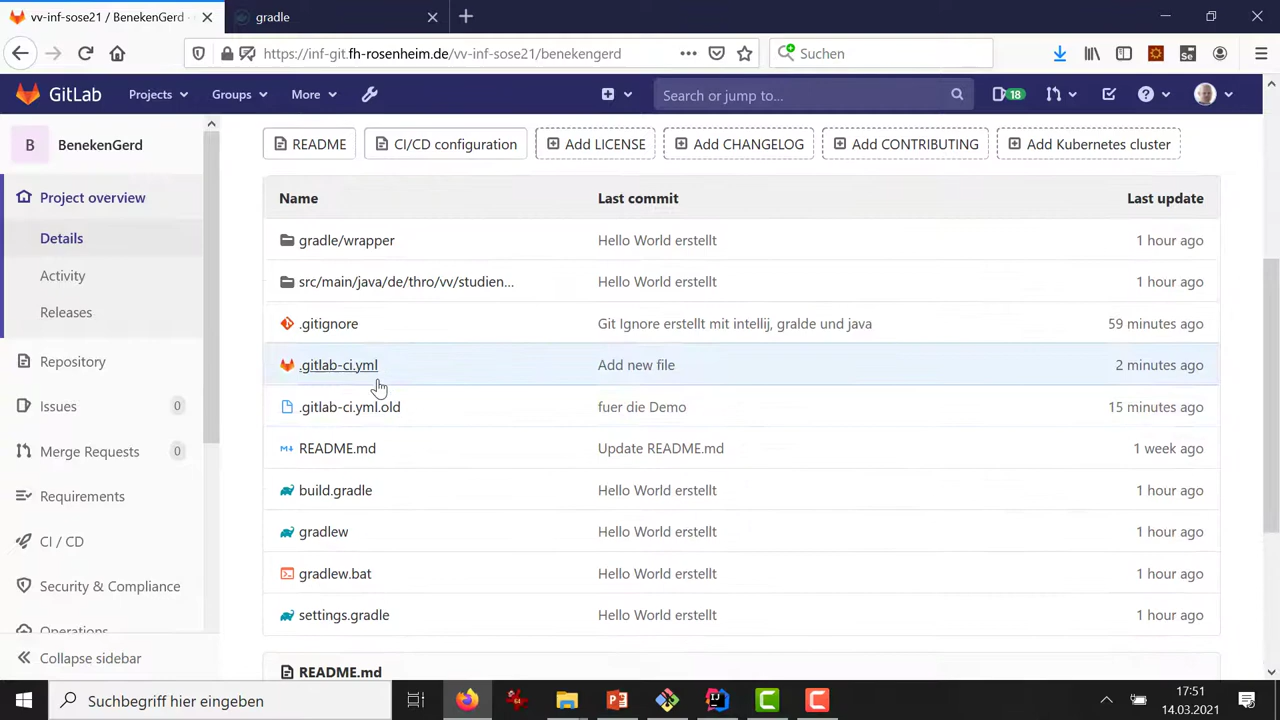 vv-inf-sose21 / BenekenGerd ·
gradle
https://inf-git.fh-rosenheim.de/vv-inf-sose21/benekengerd
Suchen
GitLab
Projects
Groups
More
Search or jump to...
18
B
BenekenGerd
Project overview
Details
Activity
Releases
Repository
Issues
0
Merge Requests
0
Requirements
CI / CD
Security & Compliance
Operations
Collapse sidebar
README
CI/CD configuration
Add LICENSE
Add CHANGELOG
Add CONTRIBUTING
Add Kubernetes cluster
Name Last commit Last update
gradle/wrapper Hello World erstellt 1 hour ago
src/main/java/de/thro/vv/studien... Hello World erstellt 1 hour ago
.gitignore Git Ignore erstellt mit intellij, gralde und java 59 minutes ago
.gitlab-ci.yml Add new file 2 minutes ago
.gitlab-ci.yml.old fuer die Demo 15 minutes ago
README.md Update README.md 1 week ago
build.gradle Hello World erstellt 1 hour ago
gradlew Hello World erstellt 1 hour ago
gradlew.bat Hello World erstellt 1 hour ago
settings.gradle Hello World erstellt 1 hour ago
README.md
Suchbegriff hier eingeben
17:51
14.03.2021